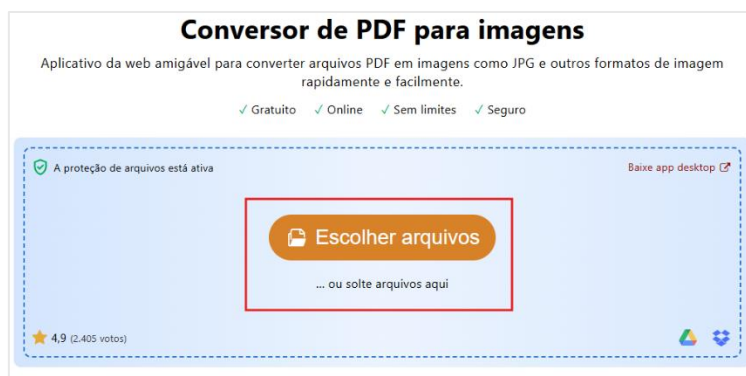 Conversor de PDF para imagens
Aplicativo da web amigável para converter arquivos PDF em imagens como JPG e outros formatos de imagem
rapidamente e facilmente.
✓ Gratuito ✓ Online ✓ Sem limites ✓ Seguro
A proteção de arquivos está ativa
Baixe app desktop
Escolher arquivos
... ou solte arquivos aqui
4,9 (2.405 votos)